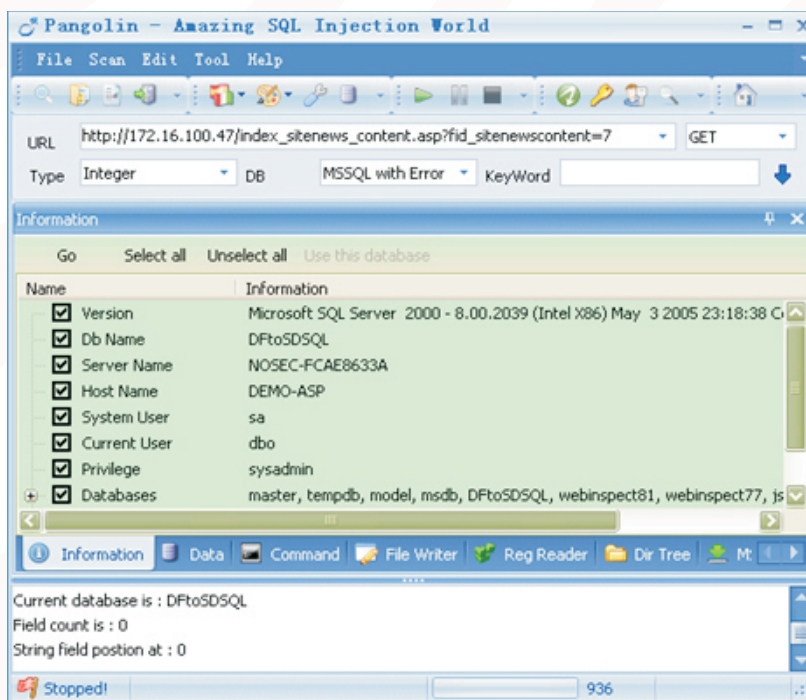 Pangolin - Amazing SQL Injection World
File Scan Edit Tool Help
URL http://172.16.100.47/index_sitenews_content.asp?fid_sitenewscontent=7 GET
Type Integer DB MSSQL with Error KeyWord
Information
Go Select all Unselect all Use this database
Name Information
Version Microsoft SQL Server 2000 - 8.00.2039 (Intel X86) May 3 2005 23:18:38 C
Db Name DFtoSDSQL
Server Name NOSEC-FCAE8633A
Host Name DEMO-ASP
System User sa
Current User dbo
Privilege sysadmin
Databases master, tempdb, model, msdb, DFtoSDSQL, webinspect81, webinspect77, js
Information Data Command File Writer Reg Reader Dir Tree
Current database is : DFtoSDSQL
Field count is : 0
String field postion at : 0
Stopped! 936